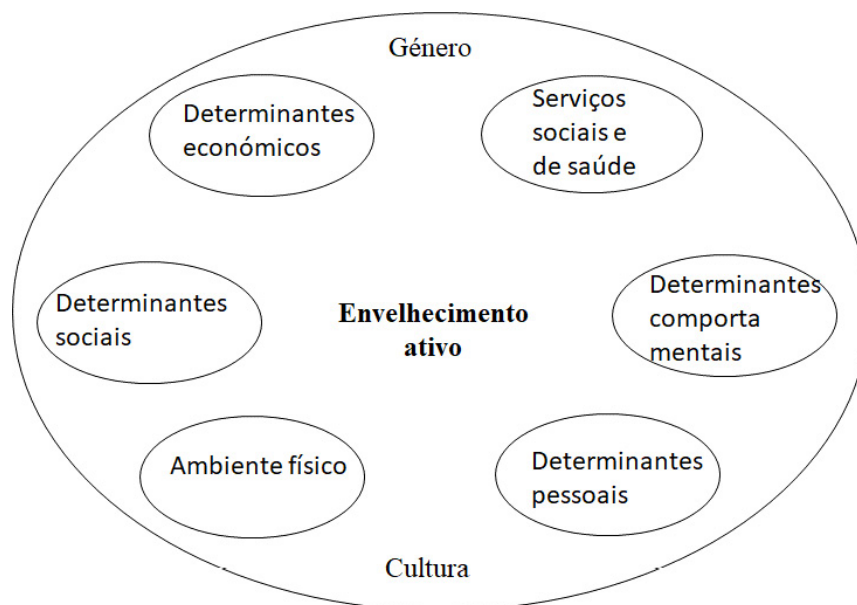 Género
Determinantes
económicos
Serviços
sociais e
de saúde
Determinantes
sociais
Envelhecimento
ativo
Determinantes
comporta
mentais
Ambiente físico
Determinantes
pessoais
Cultura